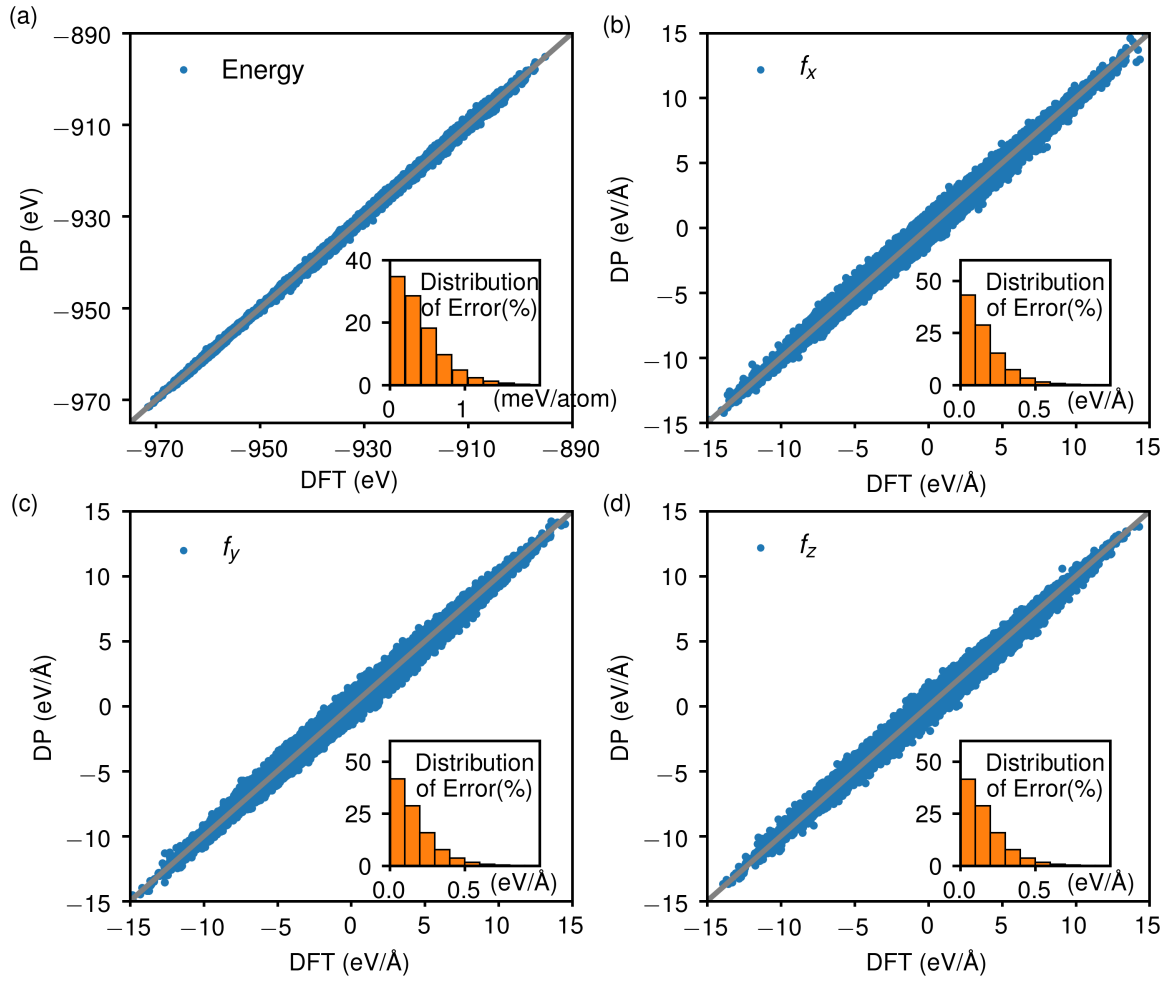 (a)
−890
−910
−930
−950
−970
DP (eV)
Energy
40
20
0
Distribution
of Error(%)
0 1 (meV/atom)
−970 −950 −930 −910 −890
DFT (eV)
(b)
15
10
5
0
−5
−10
−15
DP (eV/Å)
fx
50
25
0
Distribution
of Error(%)
0.0 0.5 (eV/Å)
−15 −10 −5 0 5 10 15
DFT (eV/Å)
(c)
15
10
5
0
−5
−10
−15
DP (eV/Å)
fy
50
25
0
Distribution
of Error(%)
0.0 0.5 (eV/Å)
−15 −10 −5 0 5 10 15
DFT (eV/Å)
(d)
15
10
5
0
−5
−10
−15
DP (eV/Å)
fz
50
25
0
Distribution
of Error(%)
0.0 0.5 (eV/Å)
−15 −10 −5 0 5 10 15
DFT (eV/Å)